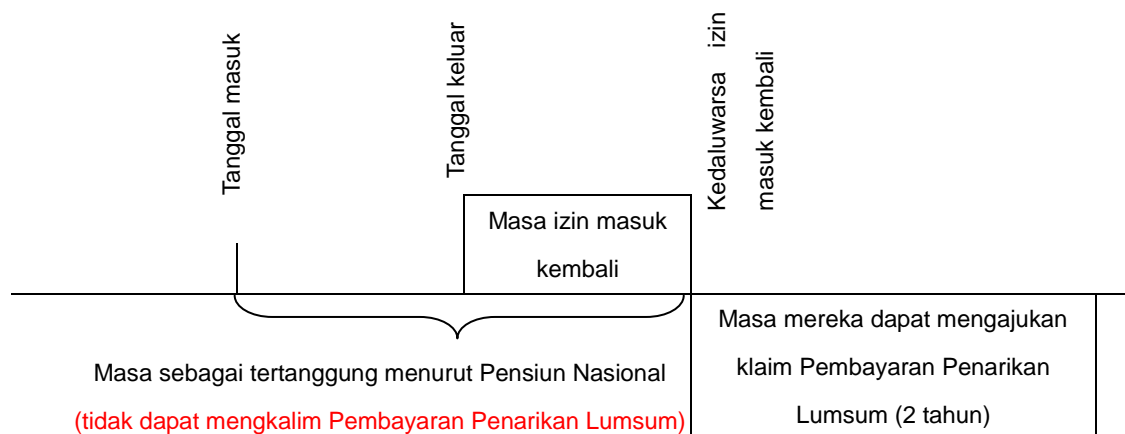 Tanggal masuk
Tanggal keluar
Kedaluwarsa izin
masuk kembali
Masa izin masuk
kembali
Masa sebagai tertanggung menurut Pensiun Nasional
(tidak dapat mengkalim Pembayaran Penarikan Lumsum)
Masa mereka dapat mengajukan
klaim Pembayaran Penarikan
Lumsum (2 tahun)